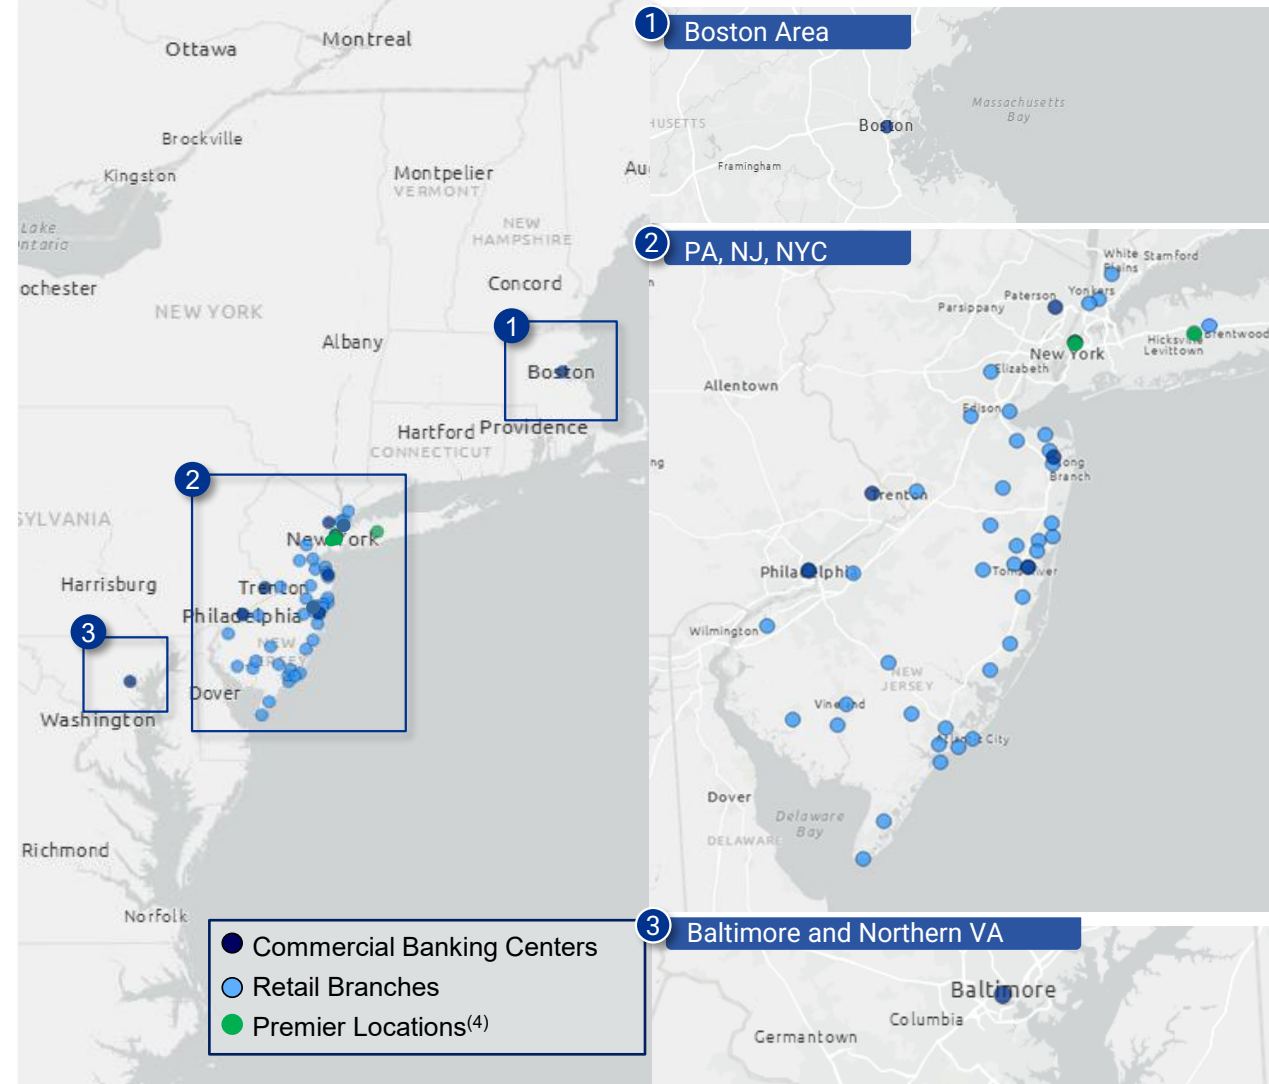 Ottawa
Montreal
Brockville
Kingston
Montpelier
VERMONT
Au
Lake
ntario
NEW
HAMPSHIRE
ochester
Concord
NEW YORK
Albany
1
Boston
Hartford
Providence
CONNECTICUT
2
SYLVANIA
New York
Harrisburg
Trenton
Philadelphia
3
NEW
JERSEY
Dover
Washington
Richmond
Norfolk
Commercial Banking Centers
Retail Branches
Premier Locations(4)
1
Boston Area
Massachusetts
Bay
HUSETTS
Boston
Framingham
2
PA, NJ, NYC
White
Plains
Stamford
Paterson
Yonkers
Parsippany
Hicksville
Brentwood
Levittown
New York
Elizabeth
Allentown
Edison
ng
Long
Branch
Trenton
Philadelphia
Toms River
Wilmington
NEW
JERSEY
Vineland
Atlantic City
Dover
Delaware
Bay
DELAWARE
3
Baltimore and Northern VA
Baltimore
Columbia
Germantown